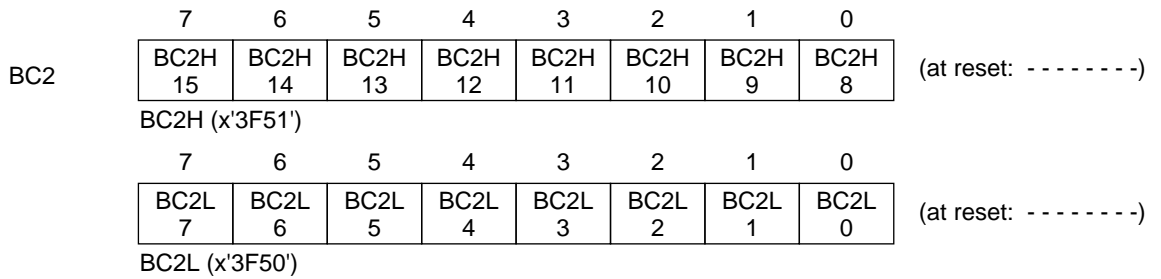 7 6 5 4 3 2 1 0
BC2 BC2H 15 BC2H 14 BC2H 13 BC2H 12 BC2H 11 BC2H 10 BC2H 9 BC2H 8 (at reset: - - - - - - - -)
BC2H (x'3F51')
7 6 5 4 3 2 1 0
BC2L 7 BC2L 6 BC2L 5 BC2L 4 BC2L 3 BC2L 2 BC2L 1 BC2L 0 (at reset: - - - - - - - -)
BC2L (x'3F50')